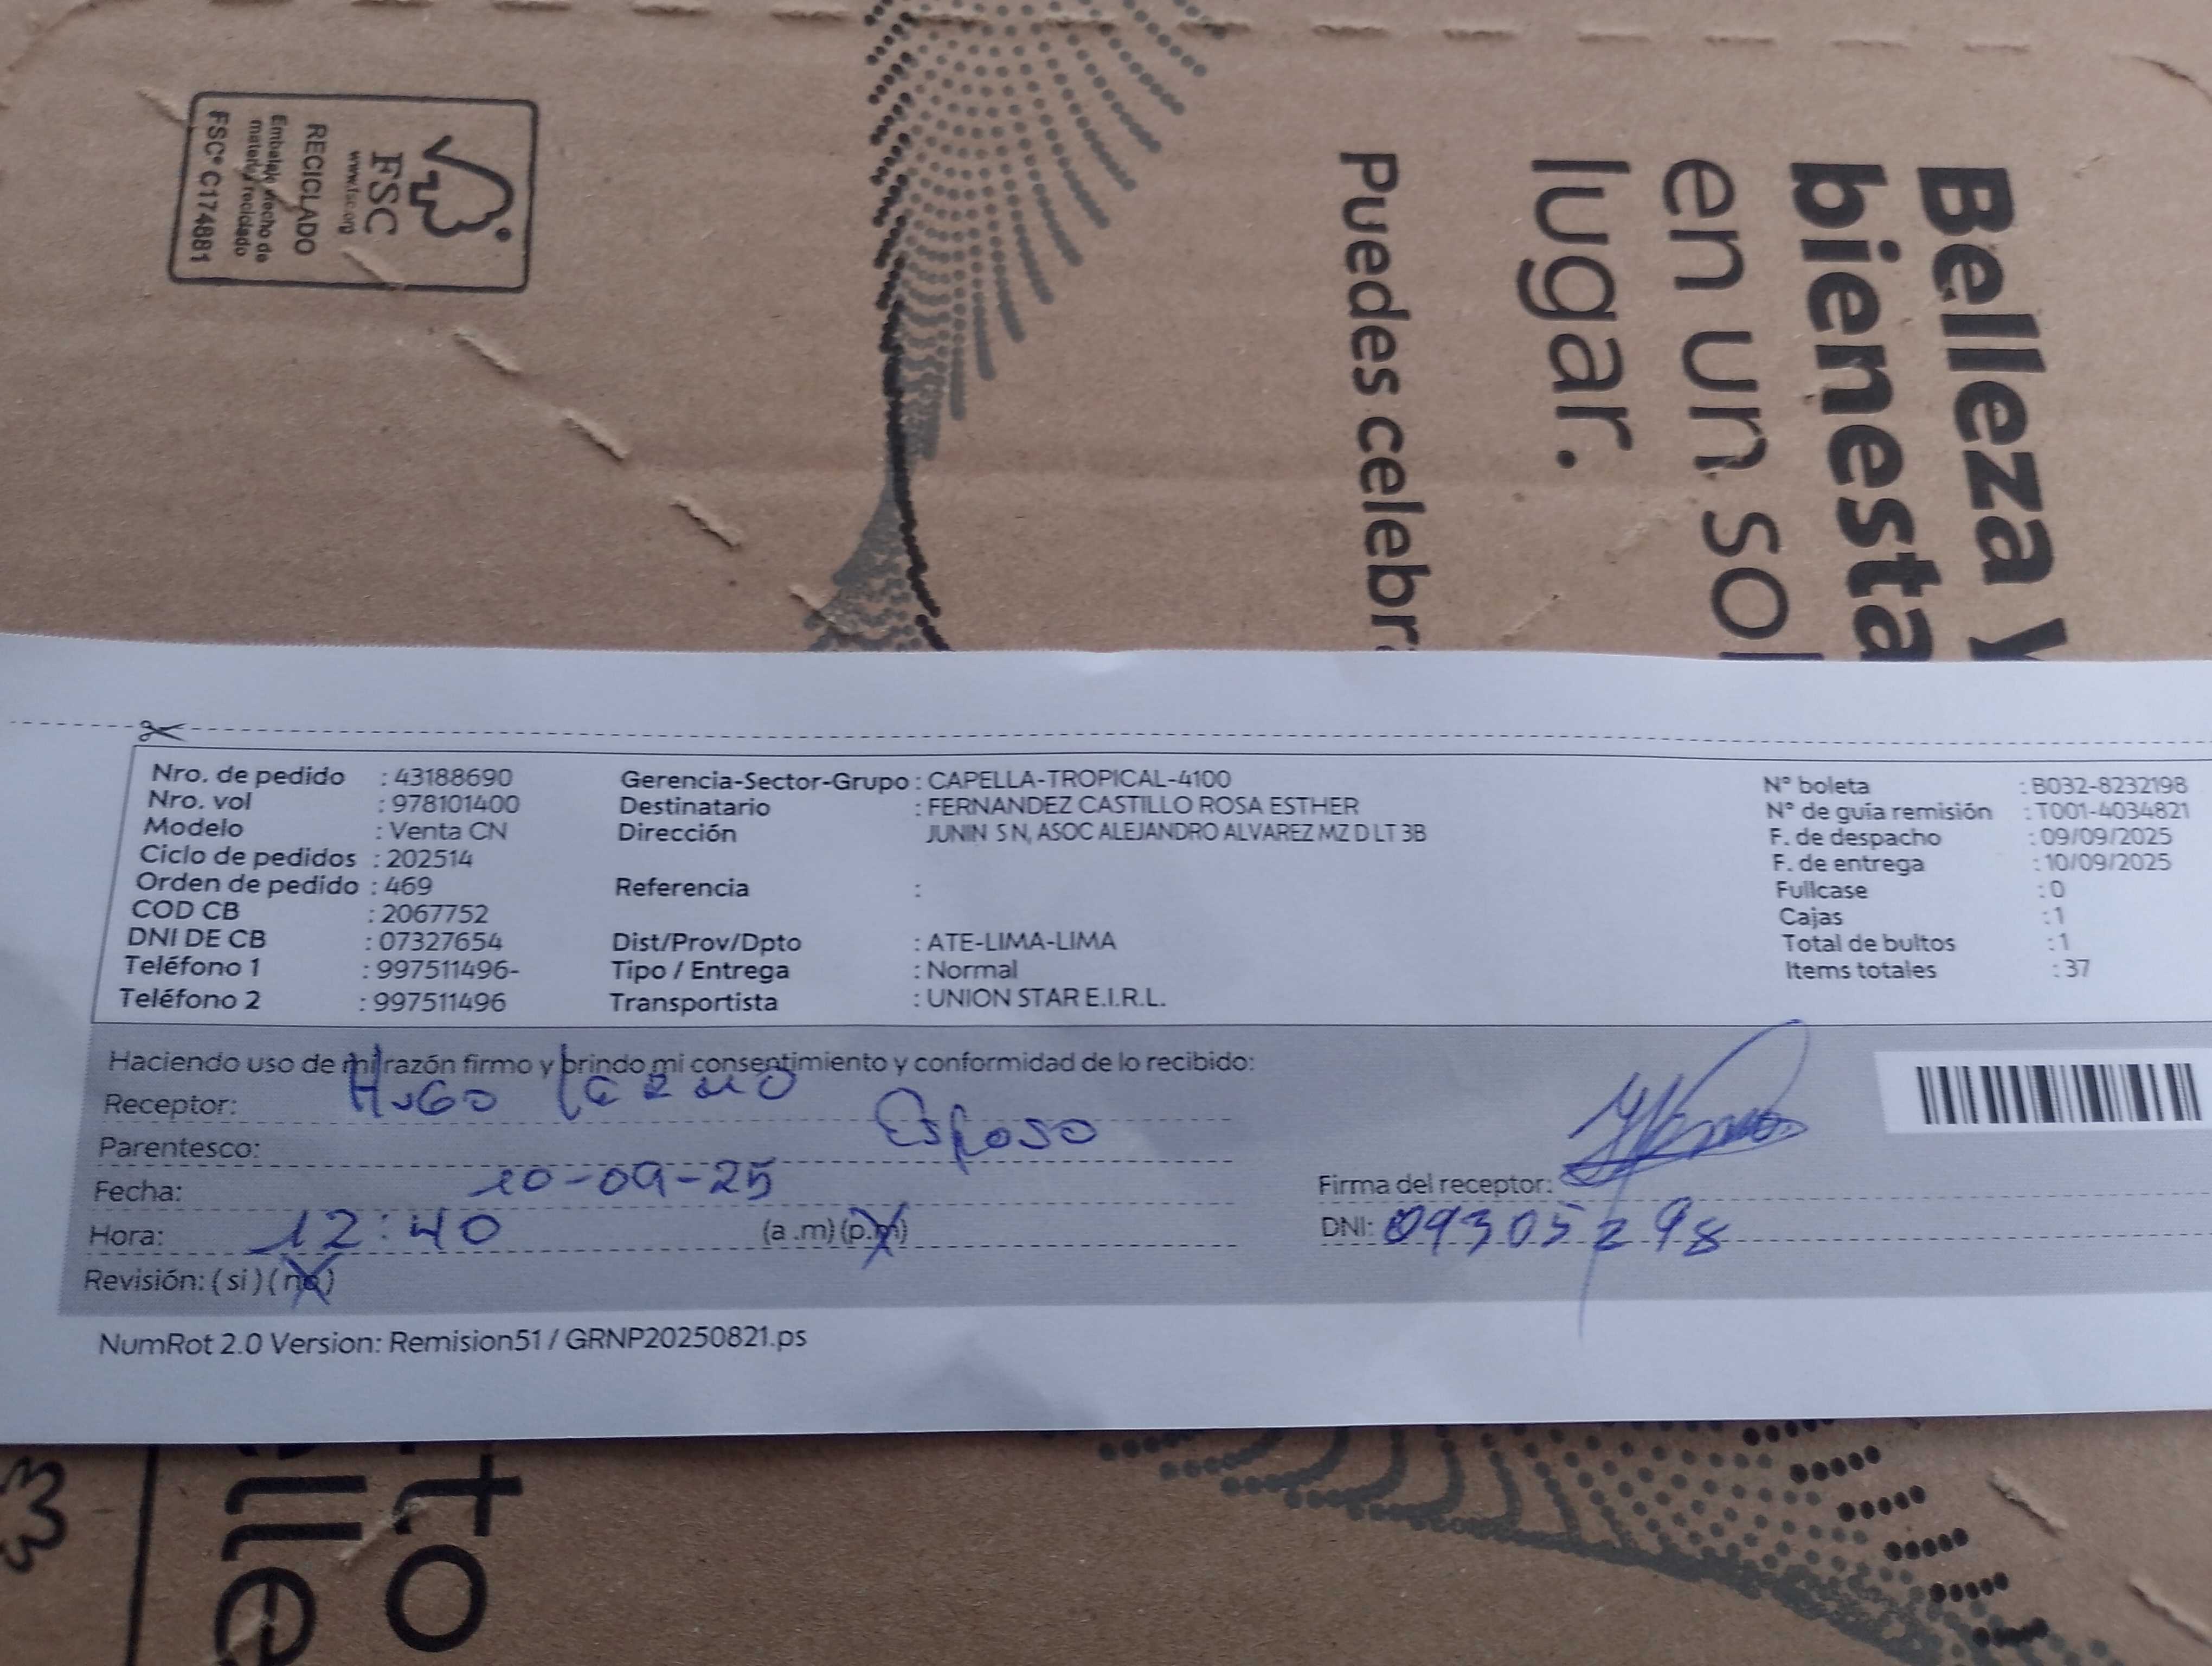 Belleza y
bienesta
en un sol
lugar.
Puedes celebr
FSC
www.fsc.org
RECICLADO
Embalaje hecho de
material reciclado
FSC® C174881
Nro. de pedido : 43188690
Nro. vol : 978101400
Modelo : Venta CN
Ciclo de pedidos : 202514
Orden de pedido : 469
COD CB : 2067752
DNI DE CB : 07327654
Teléfono 1 : 997511496-
Teléfono 2 : 997511496
Gerencia-Sector-Grupo : CAPELLA-TROPICAL-4100
Destinatario : FERNANDEZ CASTILLO ROSA ESTHER
Dirección JUNIN S N, ASOC ALEJANDRO ALVAREZ MZ D LT 3B
Referencia :
Dist/Prov/Dpto : ATE-LIMA-LIMA
Tipo / Entrega : Normal
Transportista : UNION STAR E.I.R.L.
N° boleta : B032-8232198
N° de guía remisión : T001-4034821
F. de despacho : 09/09/2025
F. de entrega : 10/09/2025
Fullcase : 0
Cajas : 1
Total de bultos : 1
Items totales : 37
Haciendo uso de mi razón firmo y brindo mi consentimiento y conformidad de lo recibido:
Receptor: Hugo
Parentesco: Esposo
Fecha: 10-09-25
Hora: 12:40 (a.m) (p.m)
Revisión: ( si ) ( no )
Firma del receptor:
DNI: 09305298
NumRot 2.0 Version: Remision51 / GRNP20250821.ps
to
lle